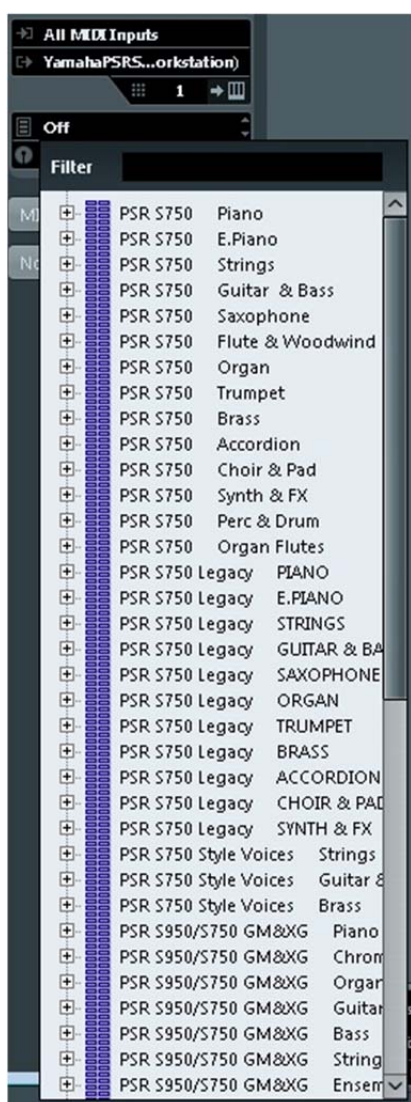 All MIDI Inputs
YamahaPSRS...orkstation)
1
Off
Filter
PSR S750 Piano
PSR S750 E.Piano
PSR S750 Strings
PSR S750 Guitar & Bass
PSR S750 Saxophone
PSR S750 Flute & Woodwind
PSR S750 Organ
PSR S750 Trumpet
PSR S750 Brass
PSR S750 Accordion
PSR S750 Choir & Pad
PSR S750 Synth & FX
PSR S750 Perc & Drum
PSR S750 Organ Flutes
PSR S750 Legacy PIANO
PSR S750 Legacy E.PIANO
PSR S750 Legacy STRINGS
PSR S750 Legacy GUITAR & BA
PSR S750 Legacy SAXOPHONE
PSR S750 Legacy ORGAN
PSR S750 Legacy TRUMPET
PSR S750 Legacy BRASS
PSR S750 Legacy ACCORDION
PSR S750 Legacy CHOIR & PAD
PSR S750 Legacy SYNTH & FX
PSR S750 Style Voices Strings
PSR S750 Style Voices Guitar &
PSR S750 Style Voices Brass
PSR S950/S750 GM&XG Piano
PSR S950/S750 GM&XG Chrom
PSR S950/S750 GM&XG Organ
PSR S950/S750 GM&XG Guitar
PSR S950/S750 GM&XG Bass
PSR S950/S750 GM&XG String
PSR S950/S750 GM&XG Ensem